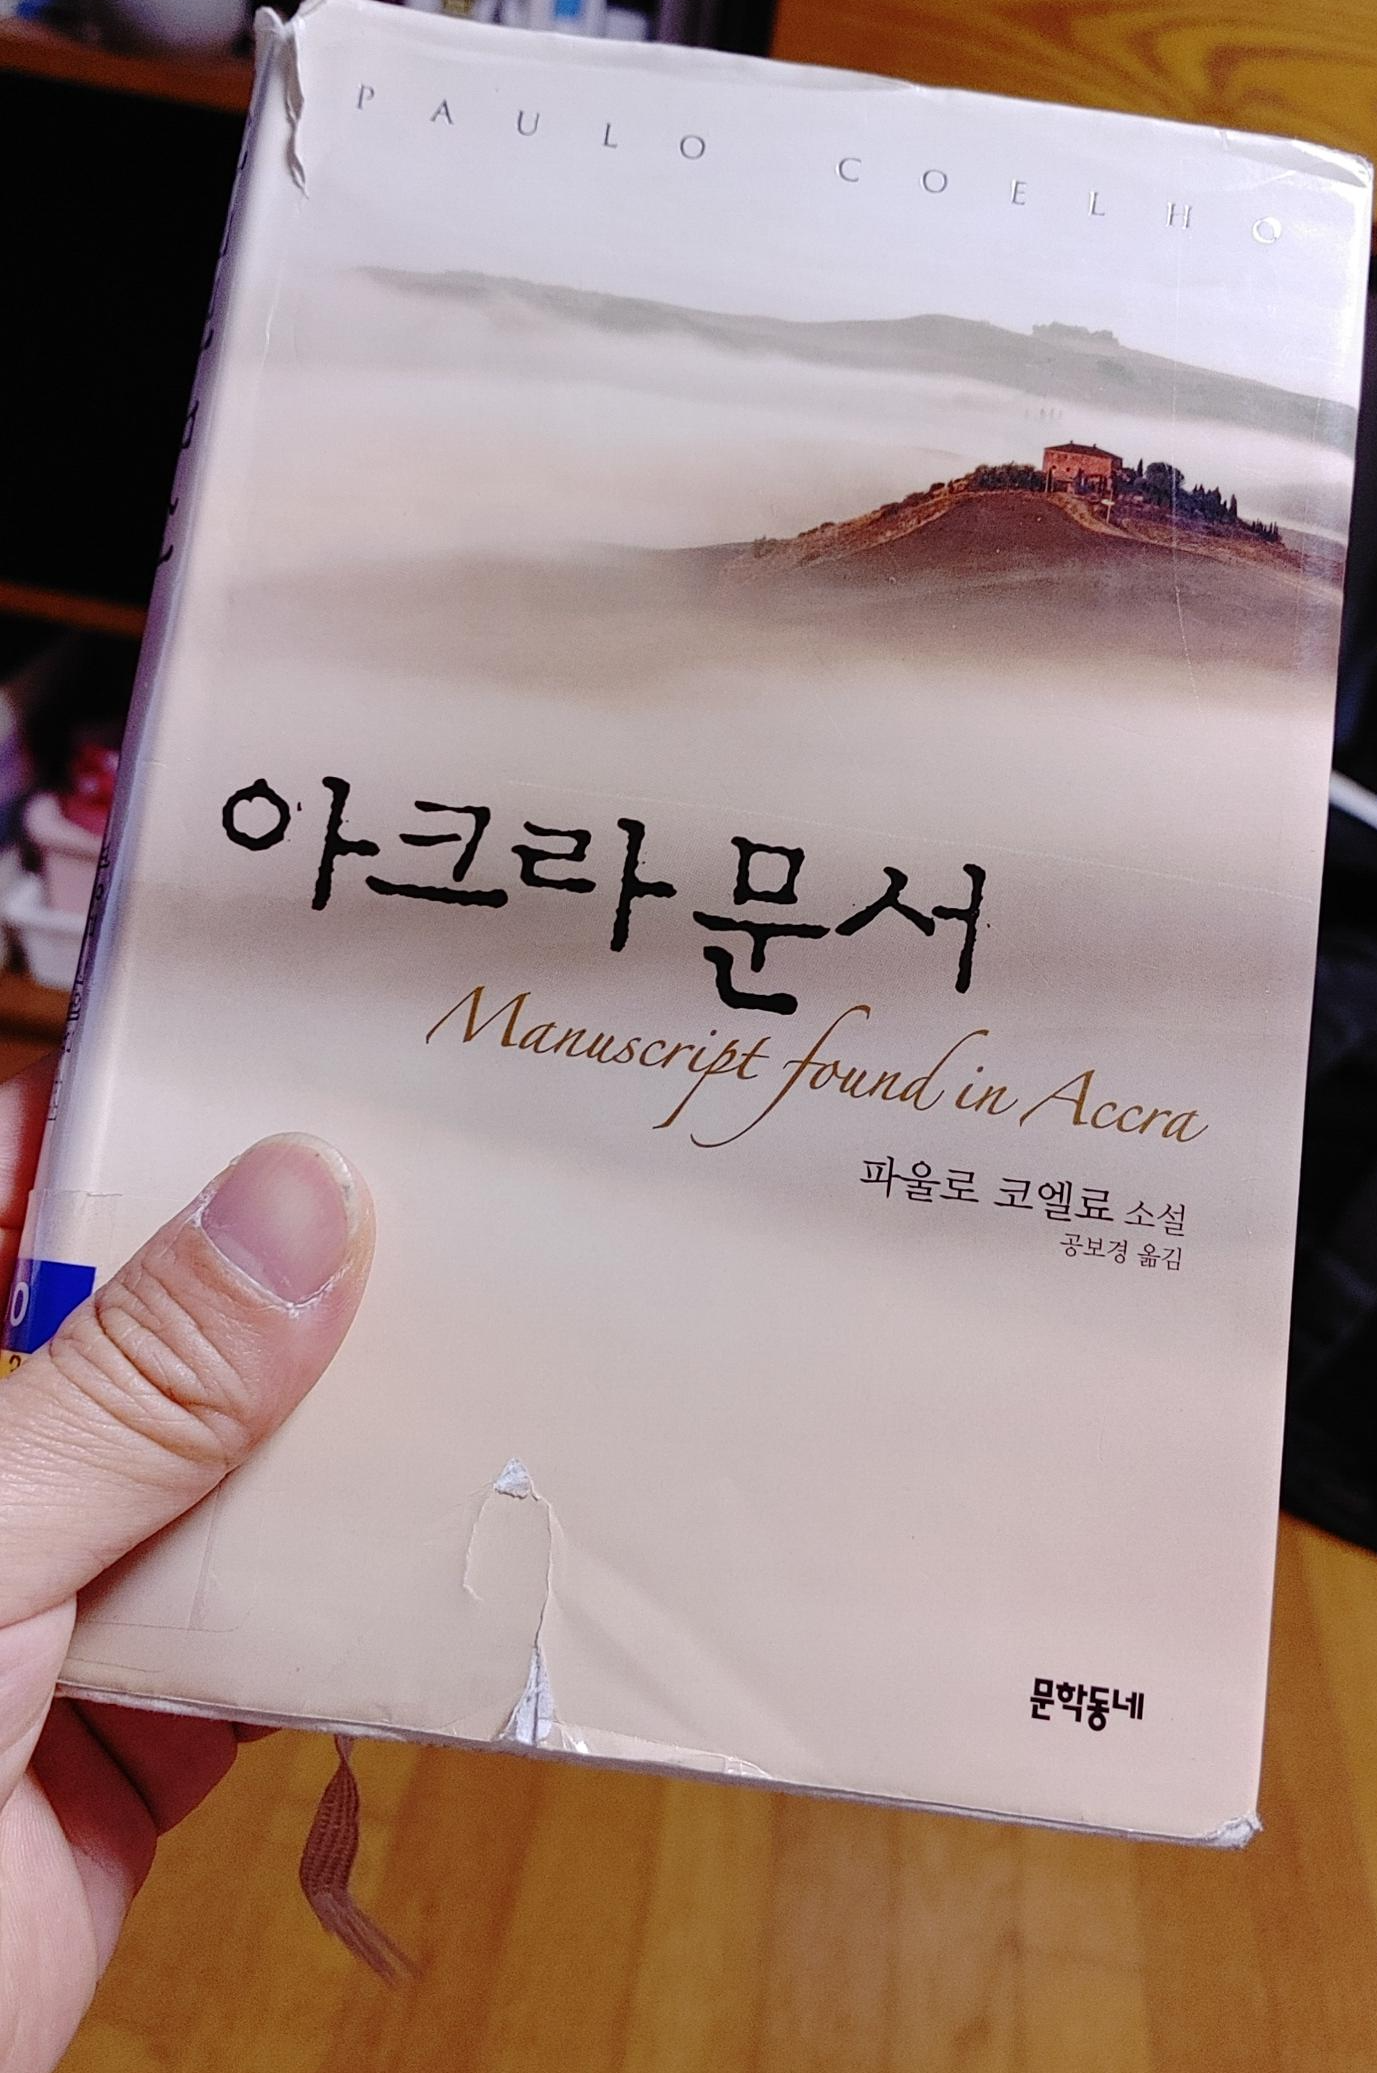 PAULO COELHO
아크라 문서
Manuscript found in Accra
파울로 코엘료 소설
공보경 옮김
문학동네